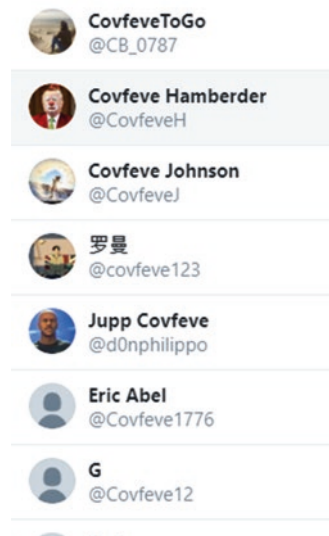 CovfeveToGo
@CB_0787
Covfeve Hamberder
@CovfeveH
Covfeve Johnson
@CovfeveJ
罗曼
@covfeve123
Jupp Covfeve
@d0nphilippo
Eric Abel
@Covfeve1776
G
@Covfeve12